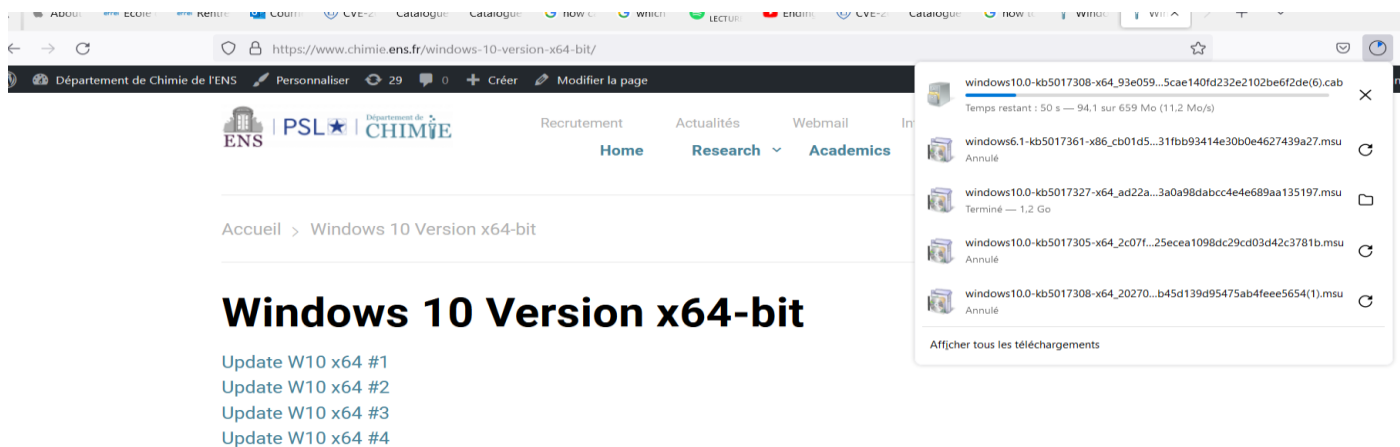 About
Ecole
Rentre
Courri
CVE-2
Catalogue
Catalogue
how c
which
LECTURE
Ending
CVE-2
Catalogue
how to
Windo
https://www.chimie.ens.fr/windows-10-version-x64-bit/
Département de Chimie de l'ENS Personnaliser 29 0 Créer Modifier la page
ENS | PSL | Département de CHIMIE
Recrutement Actualités Webmail
Home Research Academics
Accueil > Windows 10 Version x64-bit
Windows 10 Version x64-bit
Update W10 x64 #1
Update W10 x64 #2
Update W10 x64 #3
Update W10 x64 #4
windows10.0-kb5017308-x64_93e059...5cae140fd232e2102be6f2de(6).cab
Temps restant : 50 s — 94.1 sur 659 Mo (11.2 Mo/s)
windows6.1-kb5017361-x86_cb01d5...31fbb93414e30b0e4627439a27.msu
Annulé
windows10.0-kb5017327-x64_ad22a...3a0a98dabcc4e4e689aa135197.msu
Terminé — 1,2 Go
windows10.0-kb5017305-x64_2c07f...25ecea1098dc29cd03d42c3781b.msu
Annulé
windows10.0-kb5017308-x64_20270...b45d139d95475ab4feee5654(1).msu
Annulé
Afficher tous les téléchargements